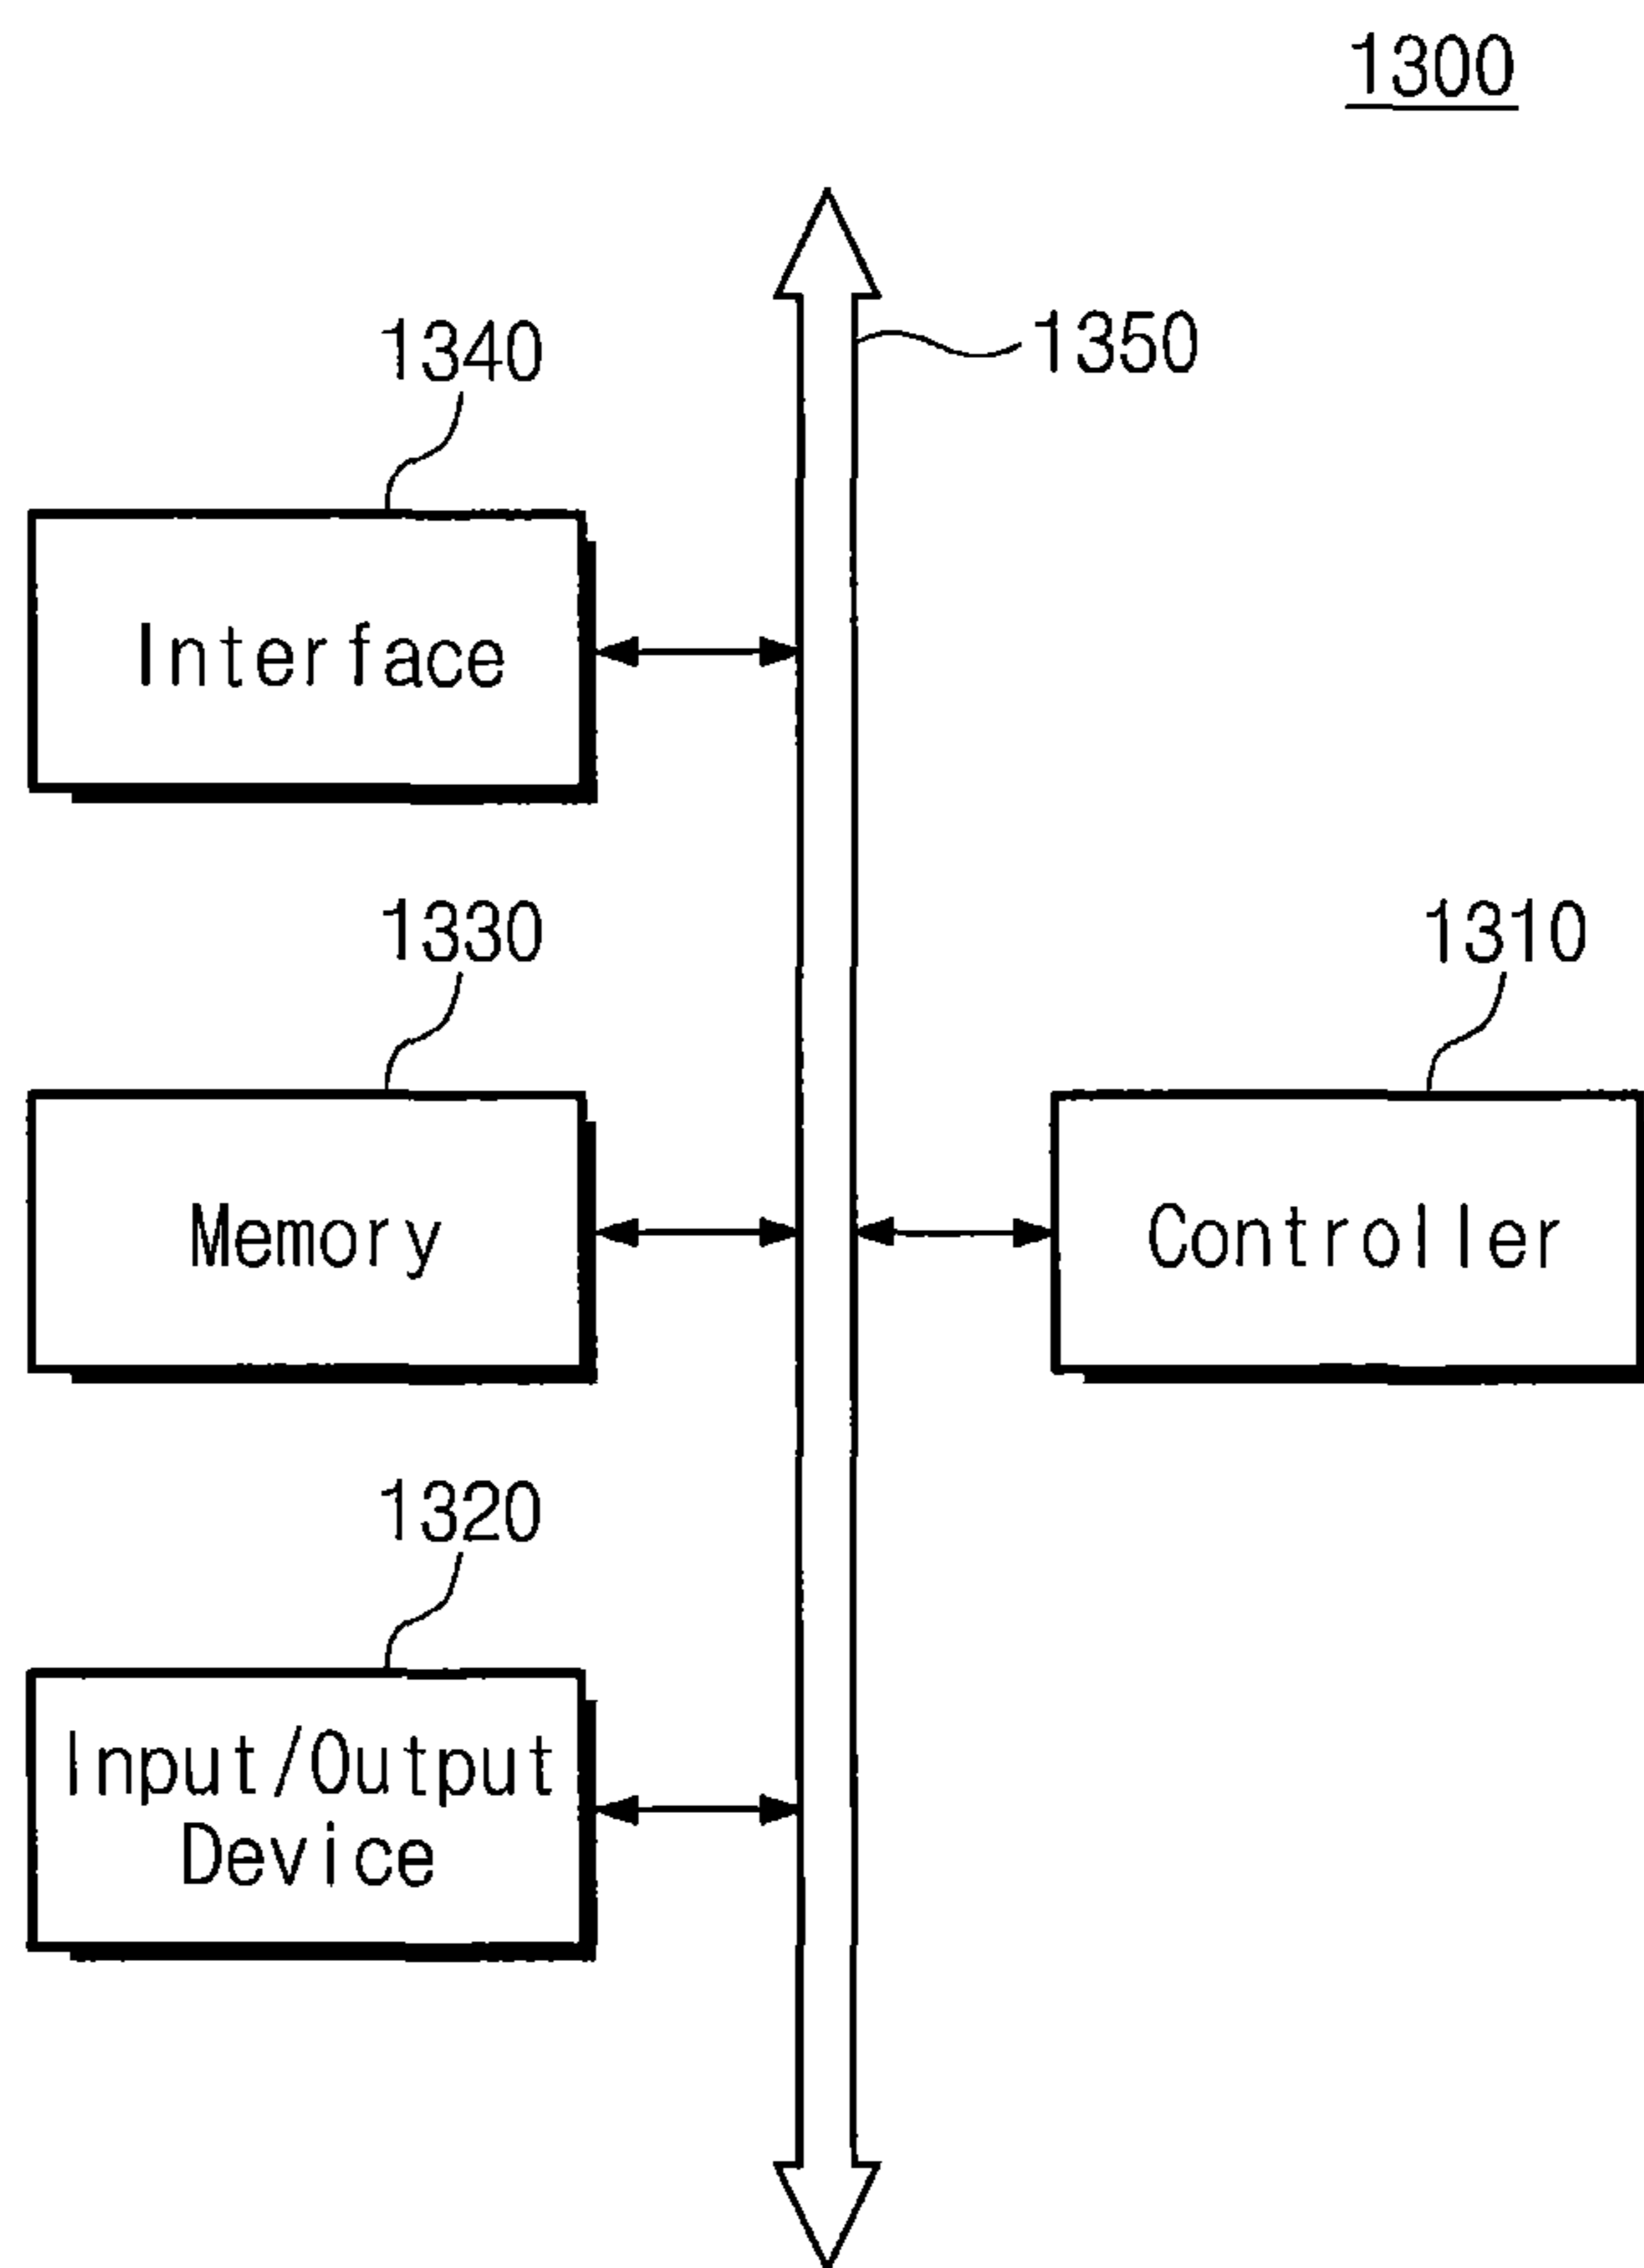 1300
1350
1340
Interface
1330
1310
Memory
Controller
1320
Input/Output
Device